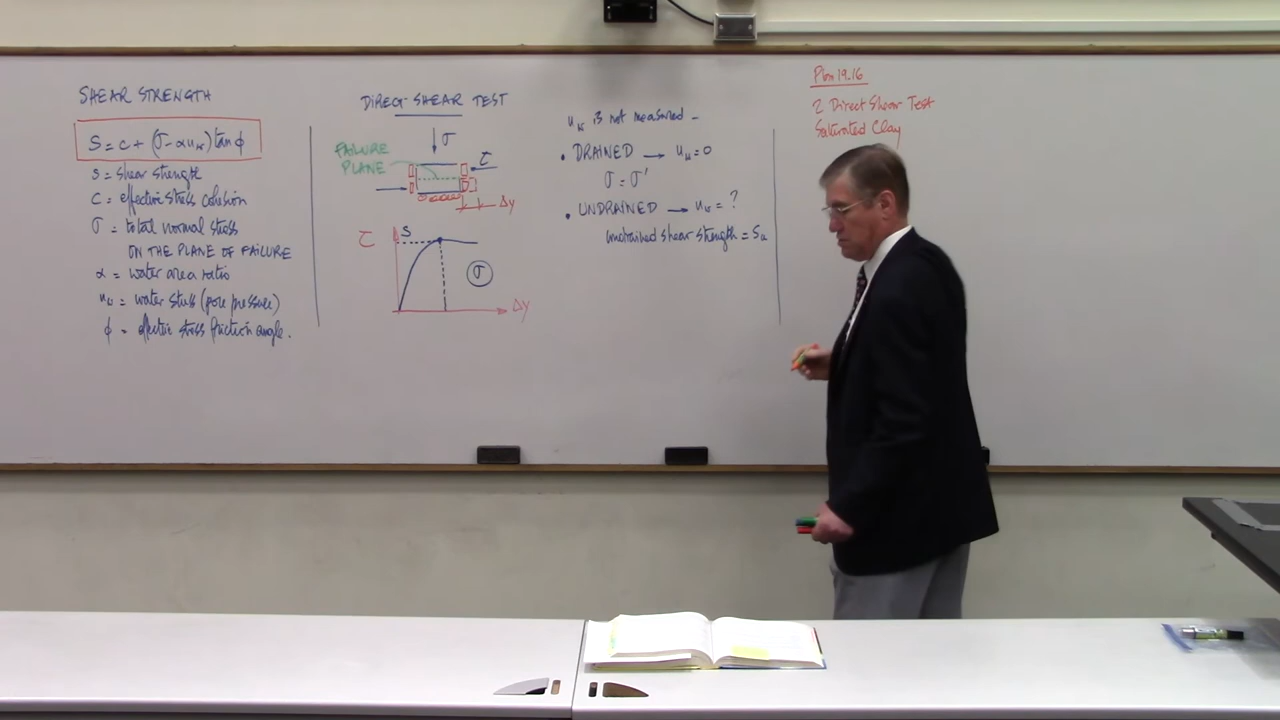 SHEAR STRENGTH
S = c + (σ - αuw) tan ϕ
S = shear strength
C = effective stress cohesion
σ = total normal stress
ON THE PLANE OF FAILURE
α = water area ratio
uw = water stress (pore pressure)
ϕ = effective stress friction angle.
DIRECT SHEAR TEST
σ
FAILURE
PLANE
τ
Δy
τ
S
σ
Δy
uw is not measured -
• DRAINED → uw = 0
σ = σ'
• UNDRAINED → uw = ?
undrained shear strength = Su
Pbm 19.16
2 Direct Shear Test
Saturated Clay